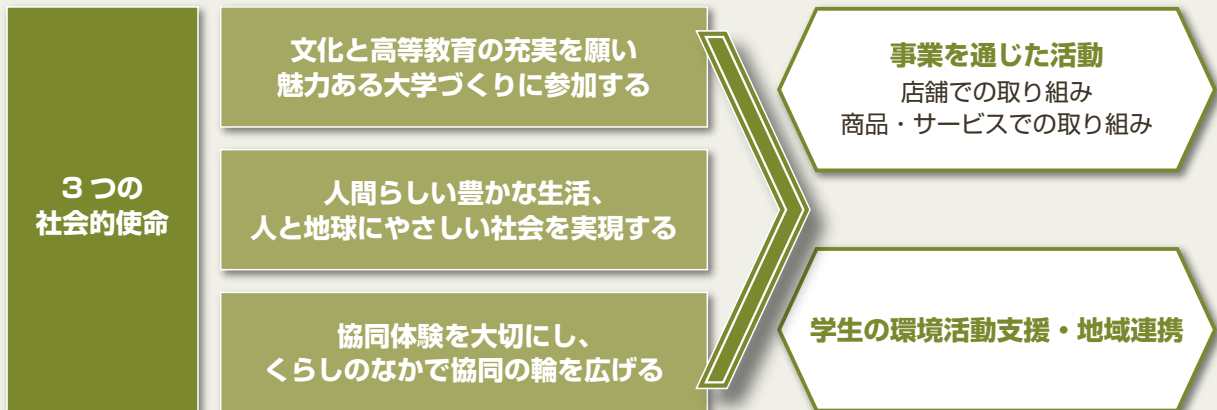 3つの
社会的使命
文化と高等教育の充実を願い
魅力ある大学づくりに参加する
人間らしい豊かな生活、
人と地球にやさしい社会を実現する
協同体験を大切にし、
くらしのなかで協同の輪を広げる
事業を通じた活動
店舗での取り組み
商品・サービスでの取り組み
学生の環境活動支援・地域連携